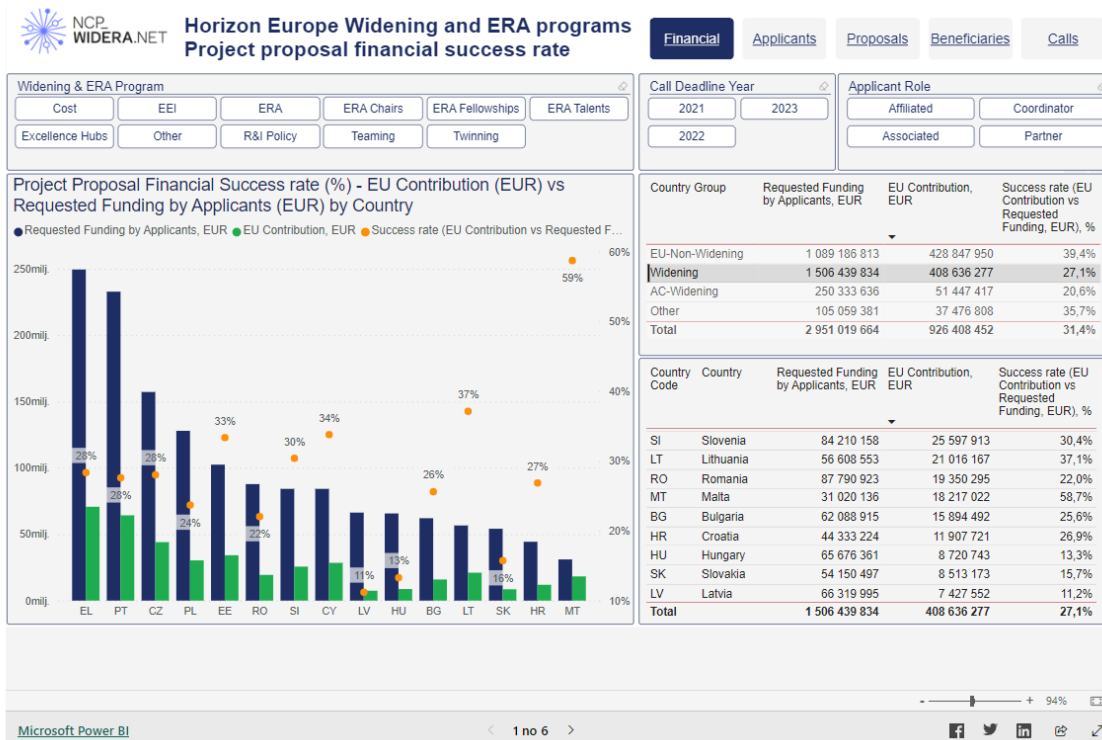 NCP_
WIDERA.NET
Horizon Europe Widening and ERA programs
Project proposal financial success rate
Financial
Applicants
Proposals
Beneficiaries
Calls
Widening & ERA Program
Cost
EEI
ERA
ERA Chairs
ERA Fellowships
ERA Talents
Excellence Hubs
Other
R&I Policy
Teaming
Twinning
Call Deadline Year
2021
2023
2022
Applicant Role
Affiliated
Coordinator
Associated
Partner
Project Proposal Financial Success rate (%) - EU Contribution (EUR) vs
Requested Funding by Applicants (EUR) by Country
Requested Funding by Applicants, EUR EU Contribution, EUR Success rate (EU Contribution vs Requested F...
60%
250milj.
59%
50%
200milj.
40%
37%
150milj.
34%
33%
30%
28%
28%
30%
27%
100milj.
26%
28%
24%
22%
20%
50milj.
13%
11%
16%
0milj.
10%
EL PT CZ PL EE RO SI CY LV HU BG LT SK HR MT
Country Group
Requested Funding
by Applicants, EUR
EU Contribution,
EUR
Success rate (EU
Contribution vs
Requested
Funding, EUR), %
EU-Non-Widening 1 089 186 813 428 847 950 39,4%
Widening 1 506 439 834 408 636 277 27,1%
AC-Widening 250 333 636 51 447 417 20,6%
Other 105 059 381 37 476 808 35,7%
Total 2 951 019 664 926 408 452 31,4%
Country
Code
Country
Requested Funding
by Applicants, EUR
EU Contribution,
EUR
Success rate (EU
Contribution vs
Requested
Funding, EUR), %
SI Slovenia 84 210 158 25 597 913 30,4%
LT Lithuania 56 608 553 21 016 167 37,1%
RO Romania 87 790 923 19 350 295 22,0%
MT Malta 31 020 136 18 217 022 58,7%
BG Bulgaria 62 088 915 15 894 492 25,6%
HR Croatia 44 333 224 11 907 721 26,9%
HU Hungary 65 676 361 8 720 743 13,3%
SK Slovakia 54 150 497 8 513 173 15,7%
LV Latvia 66 319 995 7 427 552 11,2%
Total 1 506 439 834 408 636 277 27,1%
- + 94%
Microsoft Power BI
1 no 6